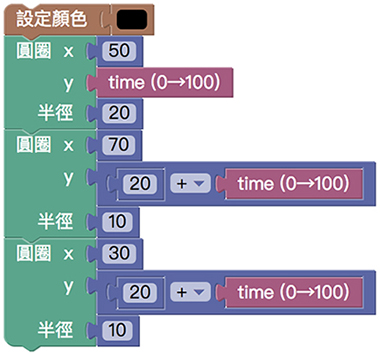 設定顏色
圓圈 x 50
y time (0→100)
半徑 20
圓圈 x 70
y 20 + time (0→100)
半徑 10
圓圈 x 30
y 20 + time (0→100)
半徑 10